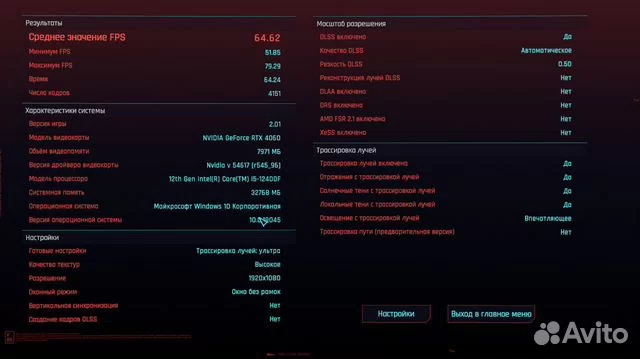 Результаты
Среднее значение FPS 64.62
Минимум FPS 51.85
Максимум FPS 79.29
Время 64.24
Число кадров 4151
Характеристики системы
Версия игры 2.01
Модель видеокарты NVIDIA GeForce RTX 4060
Объём видеопамяти 7971 МБ
Версия драйвера видеокарты Nvidia v 54617 (r545_96)
Модель процессора 12th Gen Intel(R) Core(TM) i5-12400F
Системная память 32768 МБ
Операционная система Майкрософт Windows 10 Корпоративная
Версия операционной системы 10.0.19045
Настройки
Готовые настройки Трассировка лучей: ультра
Качество текстур Высокое
Разрешение 1920x1080
Оконный режим Окно без рамок
Вертикальная синхронизация Нет
Создание кадров DLSS Нет
Масштаб разрешения
DLSS включено Да
Качество DLSS Автоматическое
Резкость DLSS 0.50
Реконструкция лучей DLSS Нет
DLAA включено Нет
DRS включено Нет
AMD FSR 2.1 включено Нет
XeSS включено Нет
Трассировка лучей
Трассировка лучей включена Да
Отражения с трассировкой лучей Да
Солнечные тени с трассировкой лучей Да
Локальные тени с трассировкой лучей Да
Освещение с трассировкой лучей Впечатляющее
Трассировка пути (предварительная версия) Нет
Настройки
Выход в главное меню
Avito